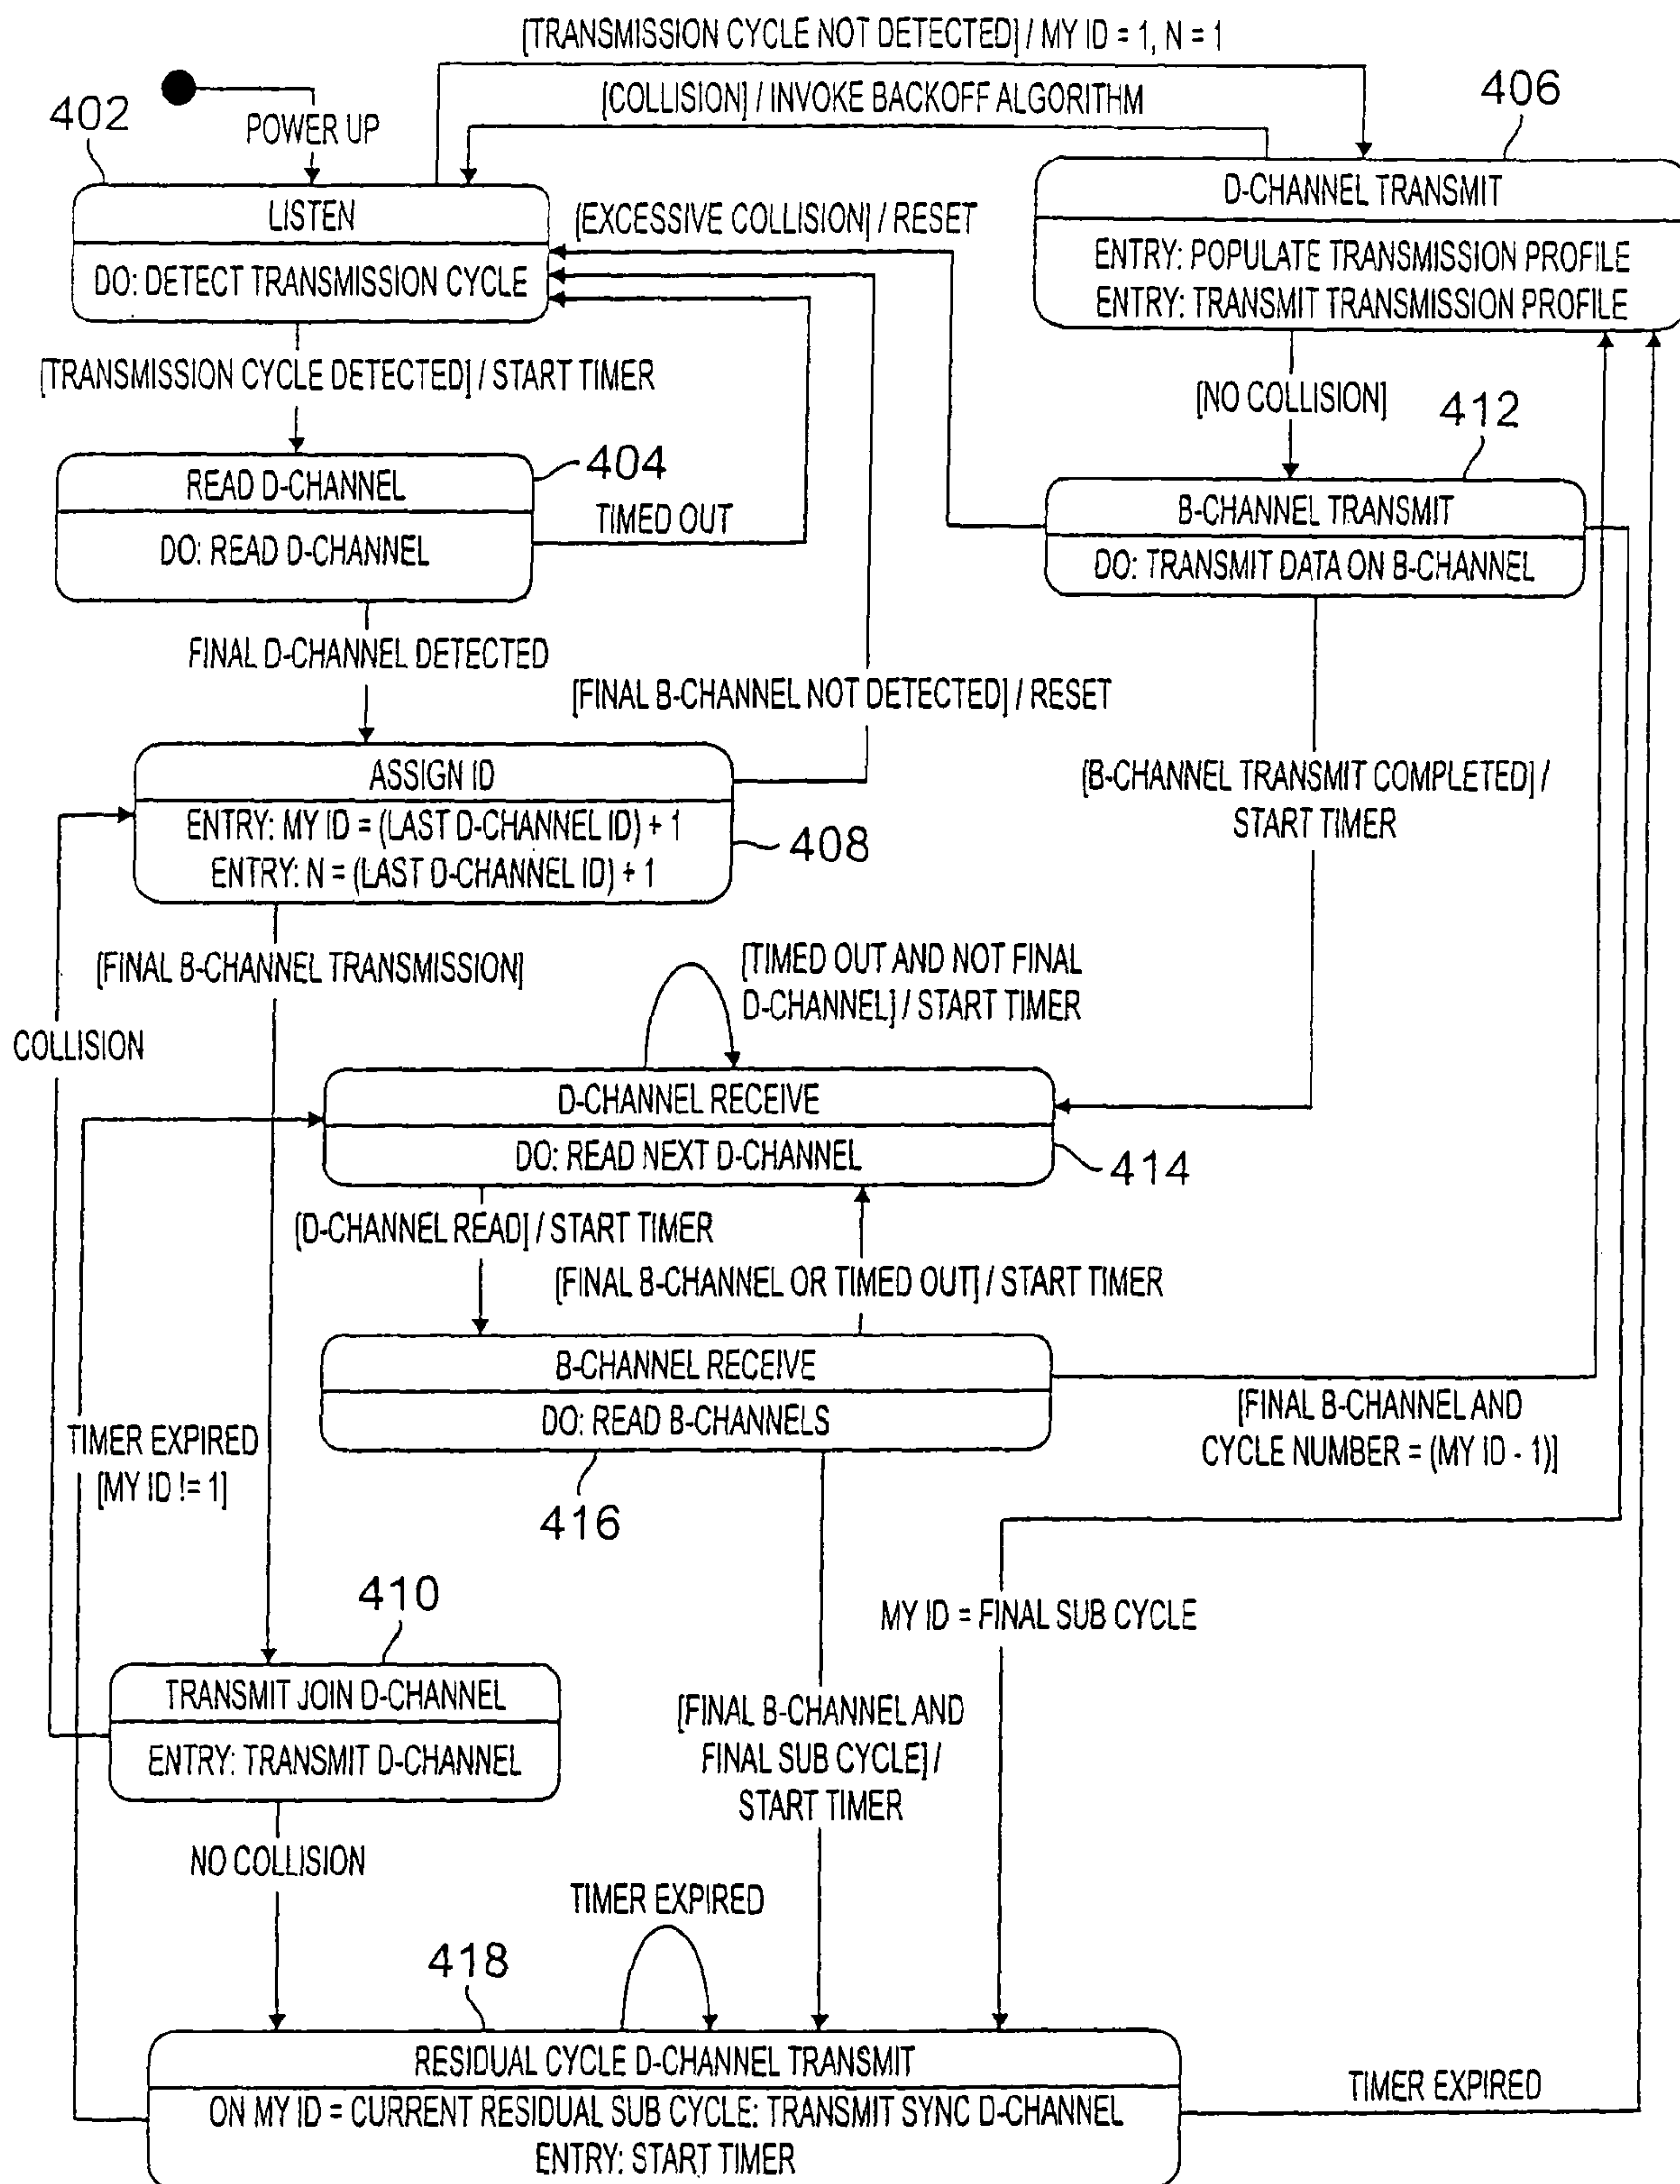 [TRANSMISSION CYCLE NOT DETECTED] / MY ID = 1, N = 1
[COLLISION] / INVOKE BACKOFF ALGORITHM
406
402
POWER UP
LISTEN
DO: DETECT TRANSMISSION CYCLE
[EXCESSIVE COLLISION] / RESET
D-CHANNEL TRANSMIT
ENTRY: POPULATE TRANSMISSION PROFILE
ENTRY: TRANSMIT TRANSMISSION PROFILE
[TRANSMISSION CYCLE DETECTED] / START TIMER
[NO COLLISION]
412
404
READ D-CHANNEL
DO: READ D-CHANNEL
TIMED OUT
B-CHANNEL TRANSMIT
DO: TRANSMIT DATA ON B-CHANNEL
FINAL D-CHANNEL DETECTED
[FINAL B-CHANNEL NOT DETECTED] / RESET
ASSIGN ID
ENTRY: MY ID = (LAST D-CHANNEL ID) + 1
ENTRY: N = (LAST D-CHANNEL ID) + 1
408
[B-CHANNEL TRANSMIT COMPLETED] /
START TIMER
[FINAL B-CHANNEL TRANSMISSION]
[TIMED OUT AND NOT FINAL
D-CHANNEL] / START TIMER
COLLISION
D-CHANNEL RECEIVE
DO: READ NEXT D-CHANNEL
414
[D-CHANNEL READ] / START TIMER
[FINAL B-CHANNEL OR TIMED OUT] / START TIMER
B-CHANNEL RECEIVE
DO: READ B-CHANNELS
416
[FINAL B-CHANNEL AND
CYCLE NUMBER = (MY ID - 1)]
TIMER EXPIRED
[MY ID != 1]
410
MY ID = FINAL SUB CYCLE
TRANSMIT JOIN D-CHANNEL
ENTRY: TRANSMIT D-CHANNEL
[FINAL B-CHANNEL AND
FINAL SUB CYCLE] /
START TIMER
NO COLLISION
TIMER EXPIRED
418
RESIDUAL CYCLE D-CHANNEL TRANSMIT
ON MY ID = CURRENT RESIDUAL SUB CYCLE: TRANSMIT SYNC D-CHANNEL
ENTRY: START TIMER
TIMER EXPIRED